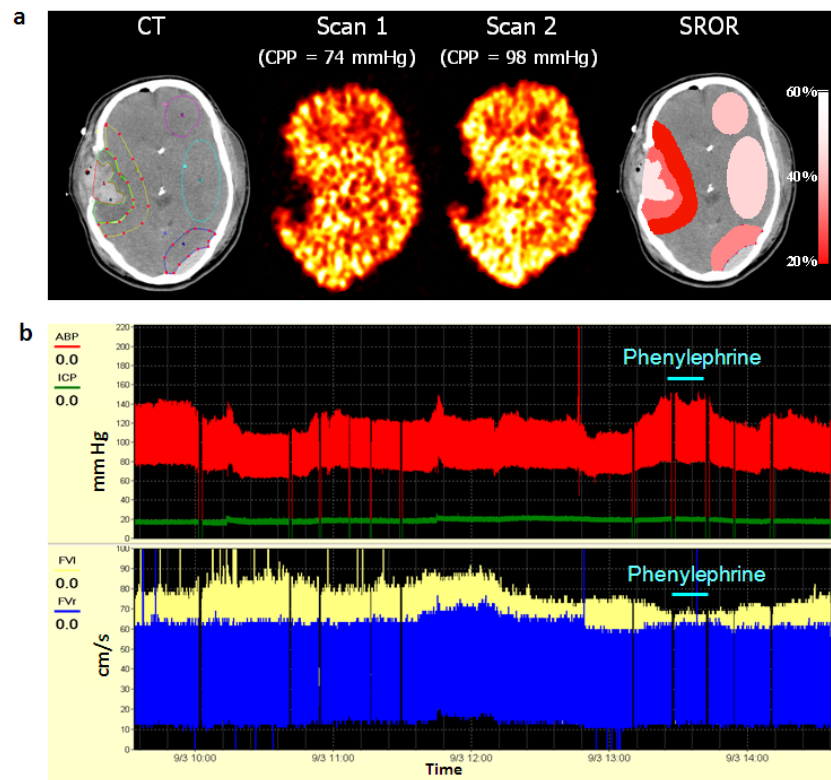 a
CT Scan 1 Scan 2 SROR
(CPP = 74 mmHg) (CPP = 98 mmHg)
60%
40%
20%
b
ABP
0.0
ICP
0.0
mm Hg
220
200
180
160
140
120
100
80
60
40
20
0
Phenylephrine
FVl
0.0
FVr
0.0
cm/s
100
90
80
70
60
50
40
30
20
10
0
Phenylephrine
9/3 10:00 9/3 11:00 9/3 12:00 9/3 13:00 9/3 14:00
Time